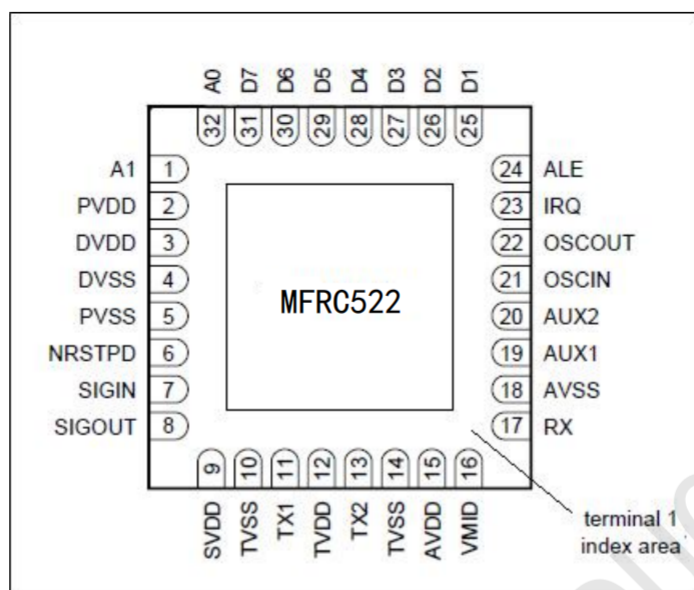 A0 D7 D6 D5 D4 D3 D2 D1
32 31 30 29 28 27 26 25
A1 1 24 ALE
PVDD 2 23 IRQ
DVDD 3 22 OSCOUT
DVSS 4 21 OSCIN
PVSS 5 20 AUX2
NRSTPD 6 19 AUX1
SIGIN 7 18 AVSS
SIGOUT 8 17 RX
MFRC522
9 10 11 12 13 14 15 16
SVDD TVSS TX1 TVDD TX2 TVSS AVDD VMID
terminal 1
index area